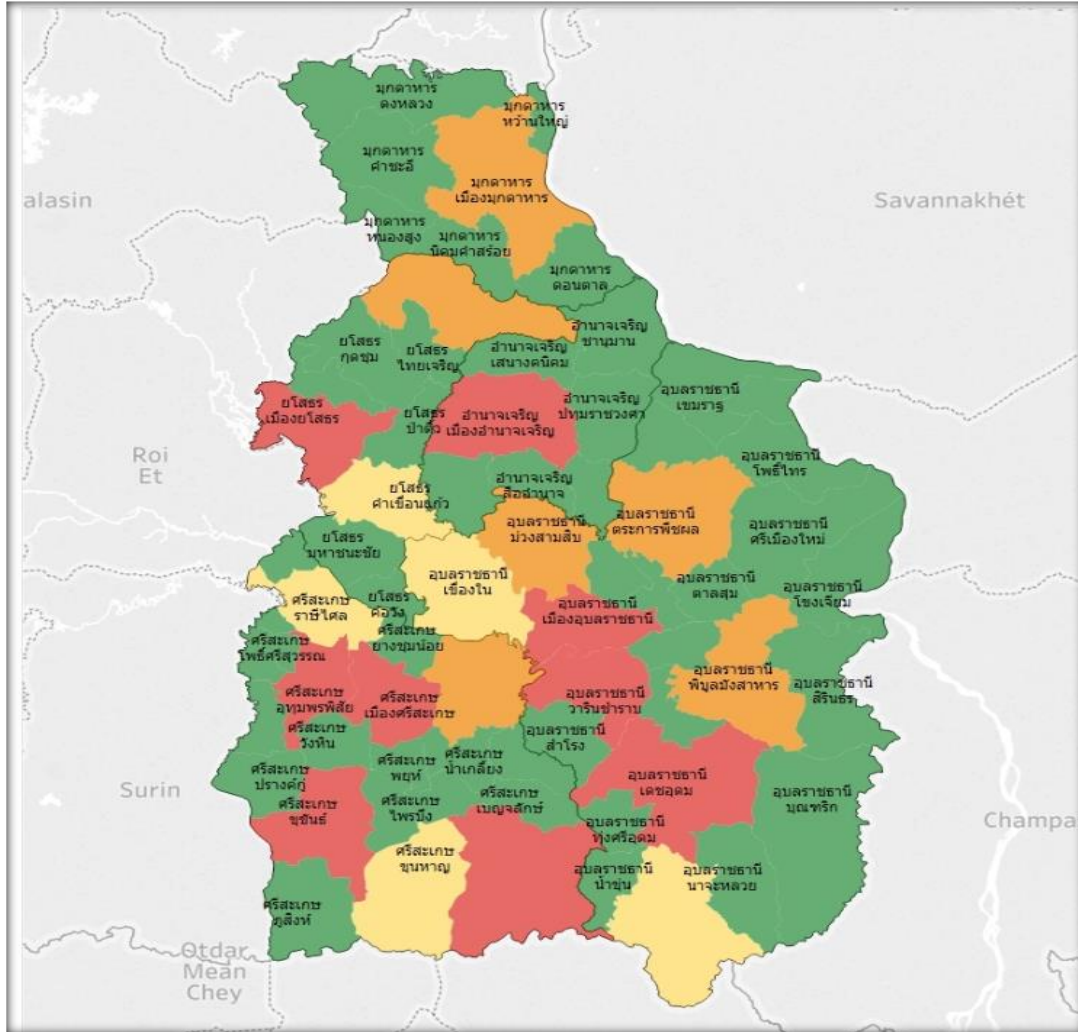 มุกดาหาร
ดงหลวง
มุกดาหาร
หว้านใหญ่
มุกดาหาร
คำชะอี
มุกดาหาร
เมืองมุกดาหาร
alasin
Savannakhét
มุกดาหาร
หนองสูง
มุกดาหาร
นิคมคำสร้อย
มุกดาหาร
ดอนตาล
อำนาจเจริญ
ชานุมาน
ยโสธร
กุดชุม
ยโสธร
ไทยเจริญ
อำนาจเจริญ
เสนางคนิคม
อุบลราชธานี
เขมราฐ
ยโสธร
เมืองยโสธร
ยโสธร
ป่าติ้ว
อำนาจเจริญ
เมืองอำนาจเจริญ
อำนาจเจริญ
ปทุมราชวงศา
Roi
Et
อุบลราชธานี
โพธิ์ไทร
ยโสธร
คำเขื่อนแก้ว
อำนาจเจริญ
ลืออำนาจ
อุบลราชธานี
ม่วงสามสิบ
อุบลราชธานี
ตระการพืชผล
อุบลราชธานี
ศรีเมืองใหม่
ยโสธร
มหาชนะชัย
อุบลราชธานี
เขื่องใน
อุบลราชธานี
ตาลสุม
อุบลราชธานี
โขงเจียม
ศรีสะเกษ
ราษีไศล
ยโสธร
ค้อวัง
อุบลราชธานี
เมืองอุบลราชธานี
ศรีสะเกษ
โพธิ์ศรีสุวรรณ
ศรีสะเกษ
ยางชุมน้อย
ศรีสะเกษ
อุทุมพรพิสัย
ศรีสะเกษ
เมืองศรีสะเกษ
อุบลราชธานี
วารินชำราบ
อุบลราชธานี
พิบูลมังสาหาร
อุบลราชธานี
สิรินธร
ศรีสะเกษ
วังหิน
อุบลราชธานี
สำโรง
ศรีสะเกษ
ปรางค์กู่
ศรีสะเกษ
พยุห์
ศรีสะเกษ
น้ำเกลี้ยง
Surin
ศรีสะเกษ
ขุขันธ์
ศรีสะเกษ
ไพรบึง
ศรีสะเกษ
เบญจลักษ์
อุบลราชธานี
เดชอุดม
อุบลราชธานี
บุณฑริก
Champa
อุบลราชธานี
ทุ่งศรีอุดม
ศรีสะเกษ
ขุนหาญ
อุบลราชธานี
น้ำขุ่น
อุบลราชธานี
นาจะหลวย
ศรีสะเกษ
ภูสิงห์
Otdar
Mean
Chey